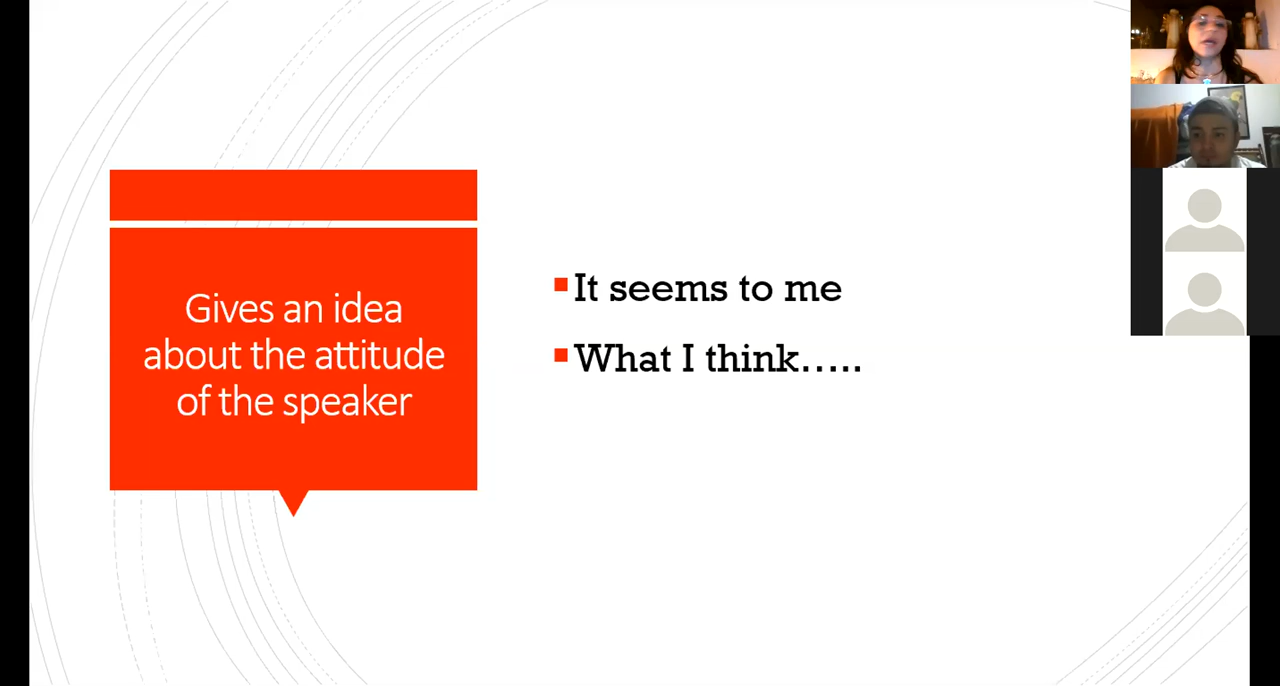 Gives an idea
about the attitude
of the speaker
It seems to me
What I think.....